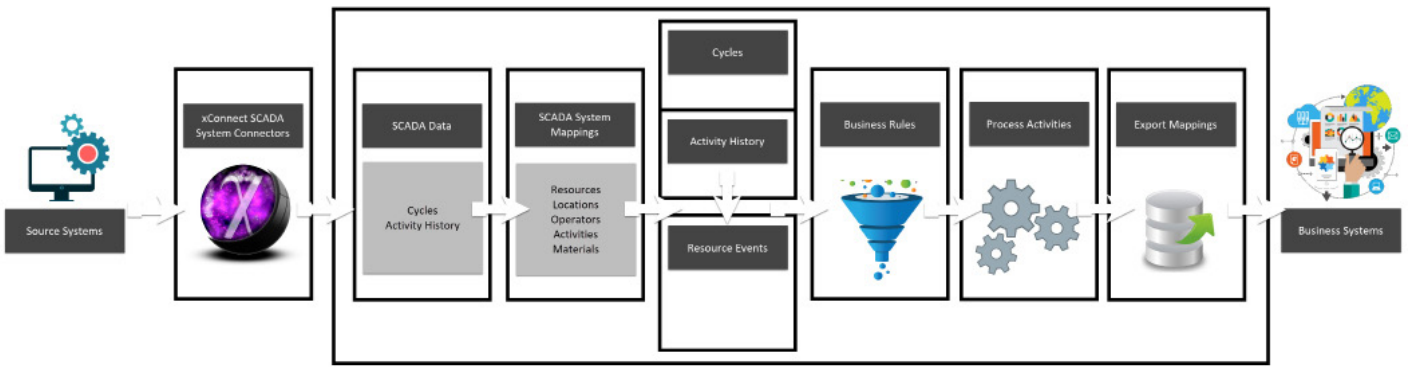 Source Systems
xConnect SCADA
System Connectors
SCADA Data
Cycles
Activity History
SCADA System
Mappings
Resources
Locations
Operators
Activities
Materials
Cycles
Activity History
Resource Events
Business Rules
Process Activities
Export Mappings
Business Systems